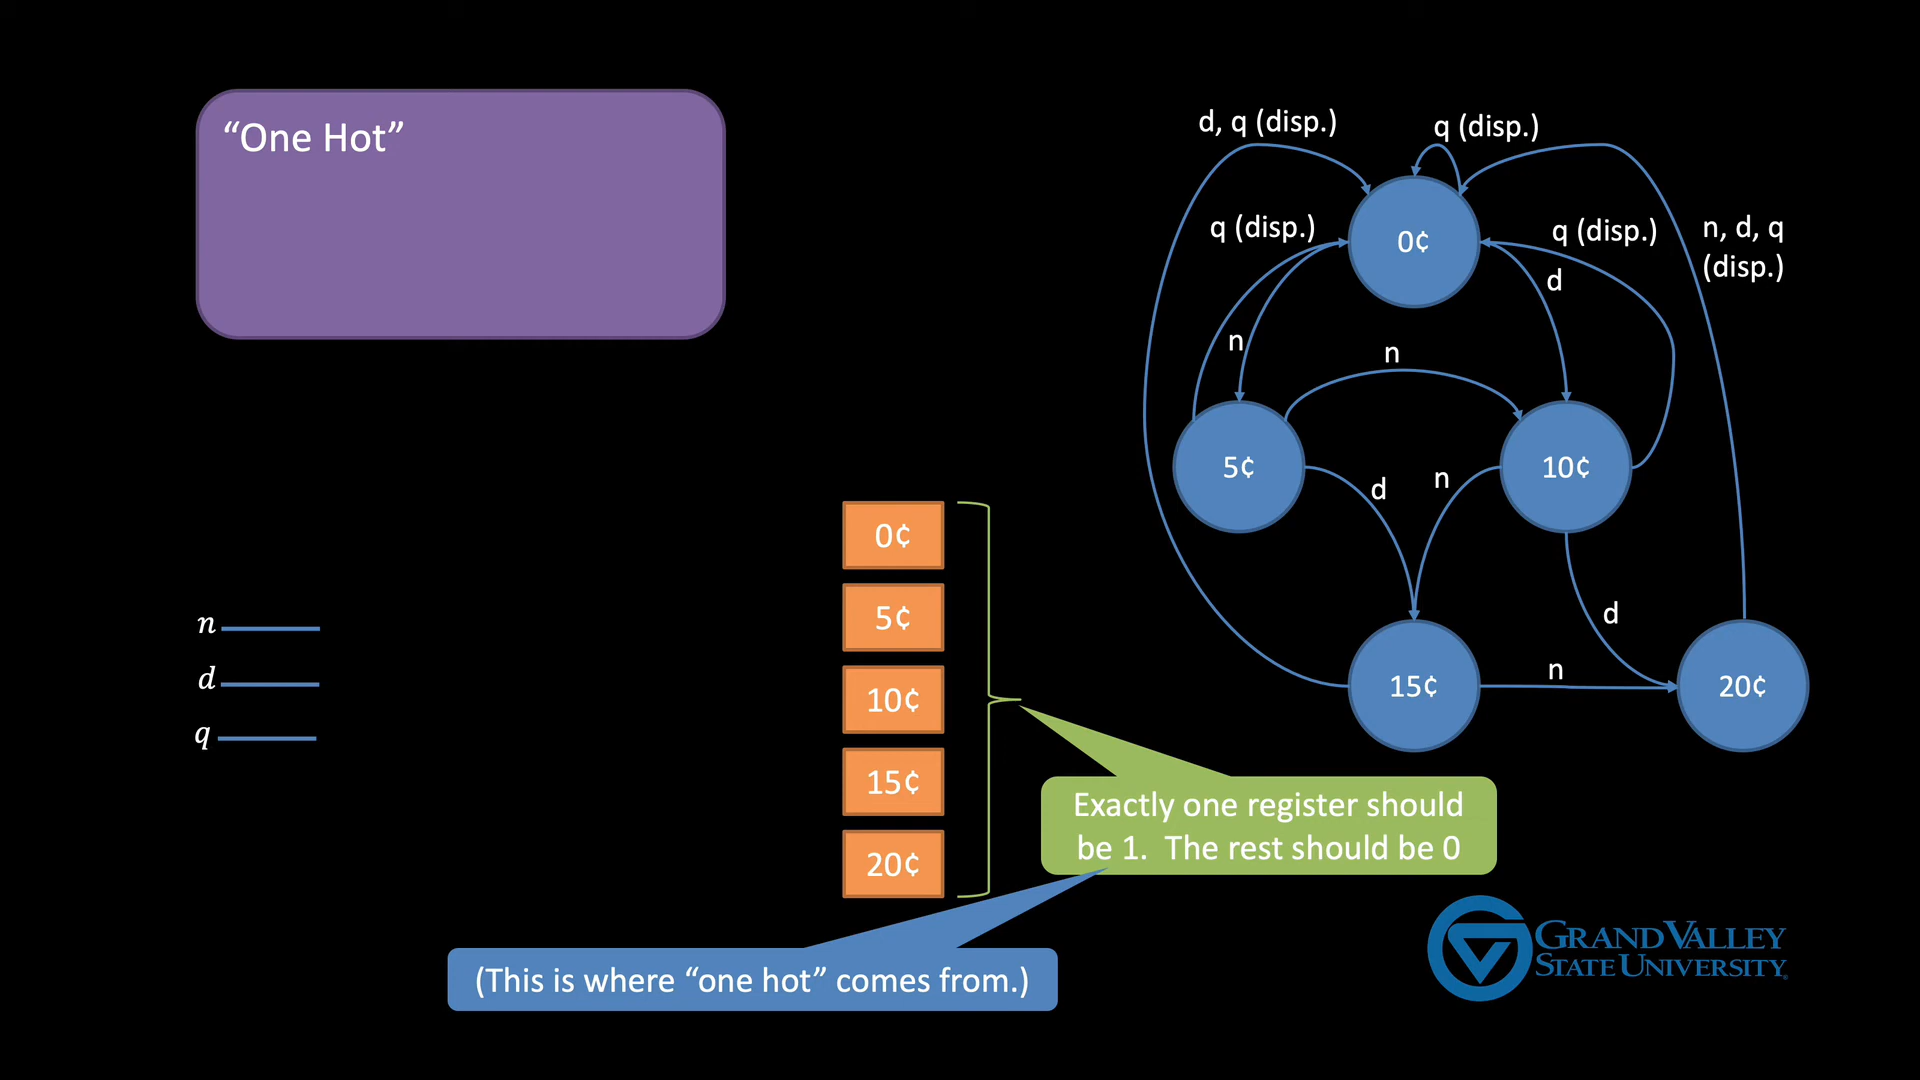 “One Hot”
d, q (disp.)
q (disp.)
q (disp.)
0¢
q (disp.)
n, d, q
(disp.)
d
n
n
5¢
10¢
d
n
0¢
5¢
10¢
15¢
20¢
n
d
q
d
n
15¢
20¢
Exactly one register should
be 1. The rest should be 0
(This is where “one hot” comes from.)
GRAND VALLEY
STATE UNIVERSITY